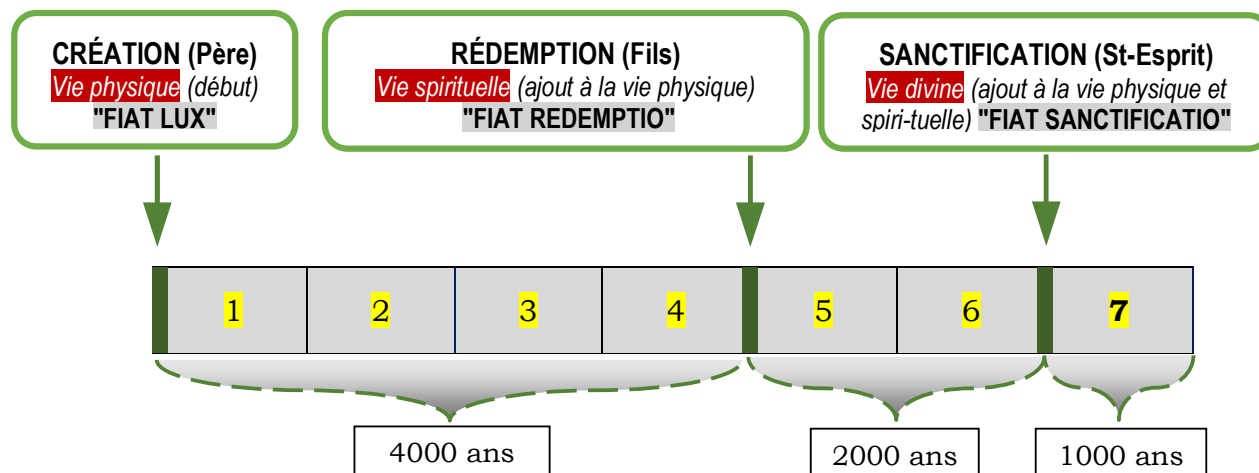 CRÉATION (Père)
Vie physique (début)
"FIAT LUX"
RÉDEMPTION (Fils)
Vie spirituelle (ajout à la vie physique)
"FIAT REDEMPTIO"
SANCTIFICATION (St-Esprit)
Vie divine (ajout à la vie physique et
spiri-tuelle) "FIAT SANCTIFICATIO"
1 2 3 4 5 6 7
4000 ans 2000 ans 1000 ans